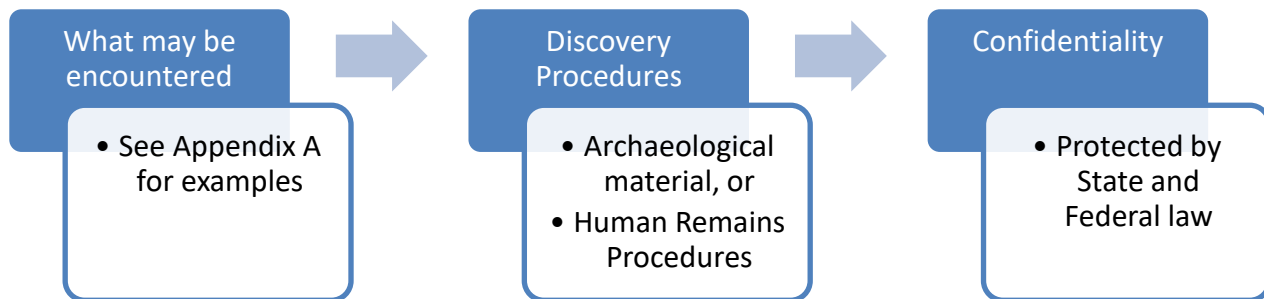 What may be
encountered
• See Appendix A
for examples
Discovery
Procedures
• Archaeological
material, or
• Human Remains
Procedures
Confidentiality
• Protected by
State and
Federal law